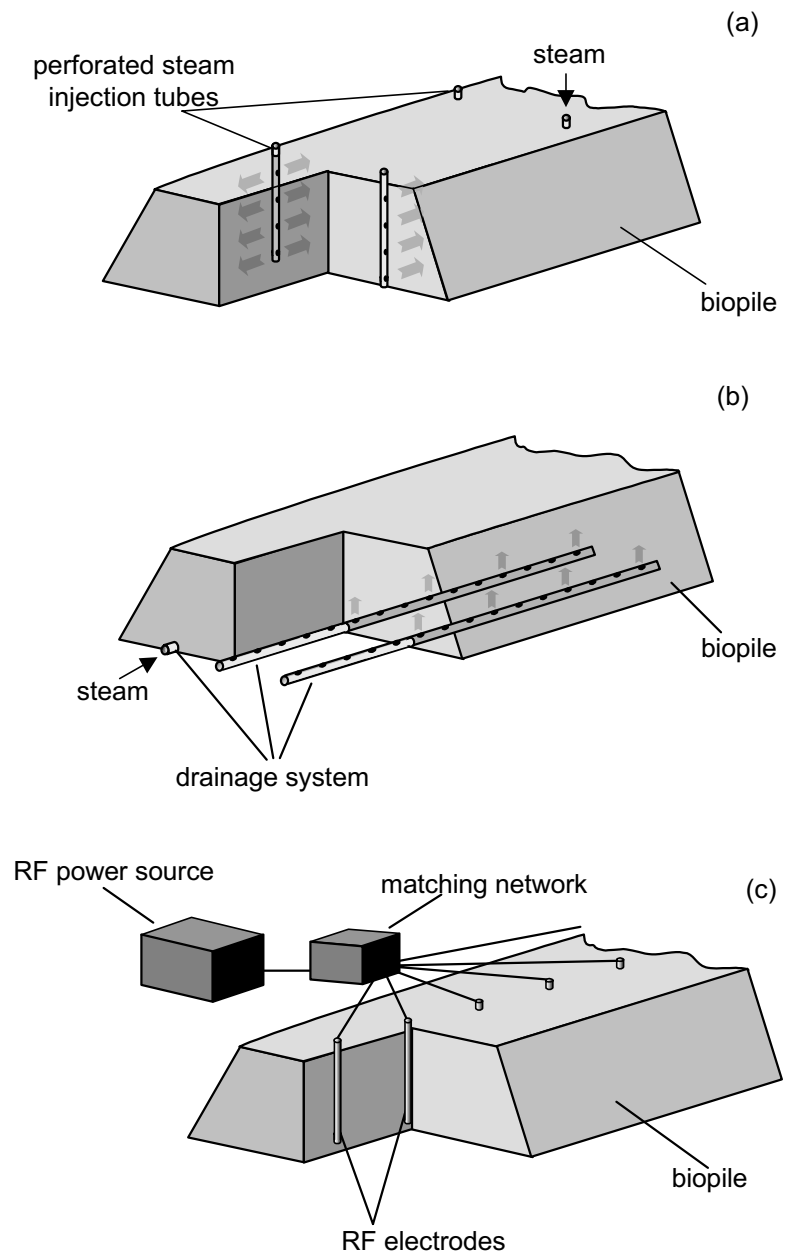 (a)
perforated steam
injection tubes
steam
biopile
(b)
biopile
steam
drainage system
RF power source
matching network
(c)
biopile
RF electrodes